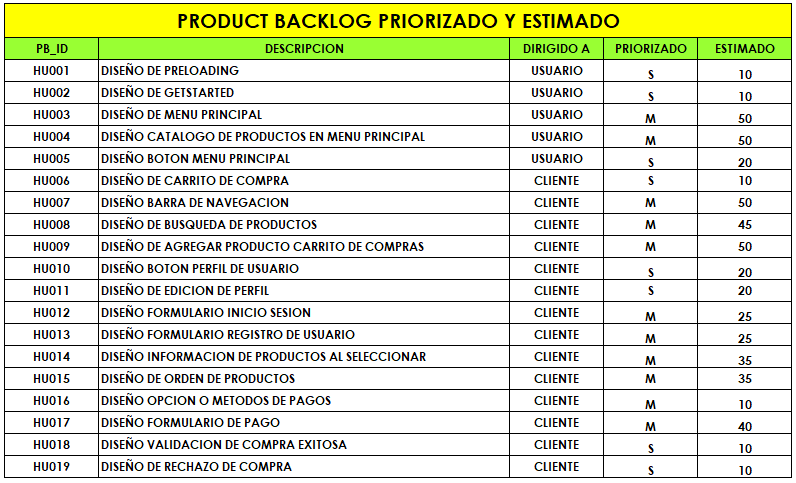 PRODUCT BACKLOG PRIORIZADO Y ESTIMADO
PB_ID DESCRIPCION DIRIGIDO A PRIORIZADO ESTIMADO
HU001 DISEÑO DE PRELOADING USUARIO S 10
HU002 DISEÑO DE GETSTARTED USUARIO S 10
HU003 DISEÑO DE MENU PRINCIPAL USUARIO M 50
HU004 DISEÑO CATALOGO DE PRODUCTOS EN MENU PRINCIPAL USUARIO M 50
HU005 DISEÑO BOTON MENU PRINCIPAL USUARIO S 20
HU006 DISEÑO DE CARRITO DE COMPRA CLIENTE S 10
HU007 DISEÑO BARRA DE NAVEGACION CLIENTE M 50
HU008 DISEÑO DE BUSQUEDA DE PRODUCTOS CLIENTE M 45
HU009 DISEÑO DE AGREGAR PRODUCTO CARRITO DE COMPRAS CLIENTE M 50
HU010 DISEÑO BOTON PERFIL DE USUARIO CLIENTE S 20
HU011 DISEÑO DE EDICION DE PERFIL CLIENTE S 20
HU012 DISEÑO FORMULARIO INICIO SESION CLIENTE M 25
HU013 DISEÑO FORMULARIO REGISTRO DE USUARIO CLIENTE M 25
HU014 DISEÑO INFORMACION DE PRODUCTOS AL SELECCIONAR CLIENTE M 35
HU015 DISEÑO DE ORDEN DE PRODUCTOS CLIENTE M 35
HU016 DISEÑO OPCION O METODOS DE PAGOS CLIENTE M 10
HU017 DISEÑO FORMULARIO DE PAGO CLIENTE M 40
HU018 DISEÑO VALIDACION DE COMPRA EXITOSA CLIENTE S 10
HU019 DISEÑO DE RECHAZO DE COMPRA CLIENTE S 10